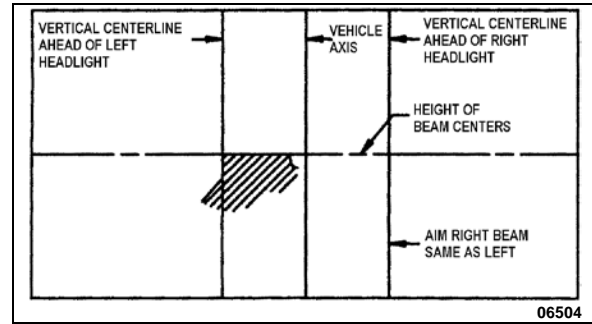 VERTICAL CENTERLINE
AHEAD OF LEFT
HEADLIGHT
VEHICLE
AXIS
VERTICAL CENTERLINE
AHEAD OF RIGHT
HEADLIGHT
HEIGHT OF
BEAM CENTERS
AIM RIGHT BEAM
SAME AS LEFT
06504